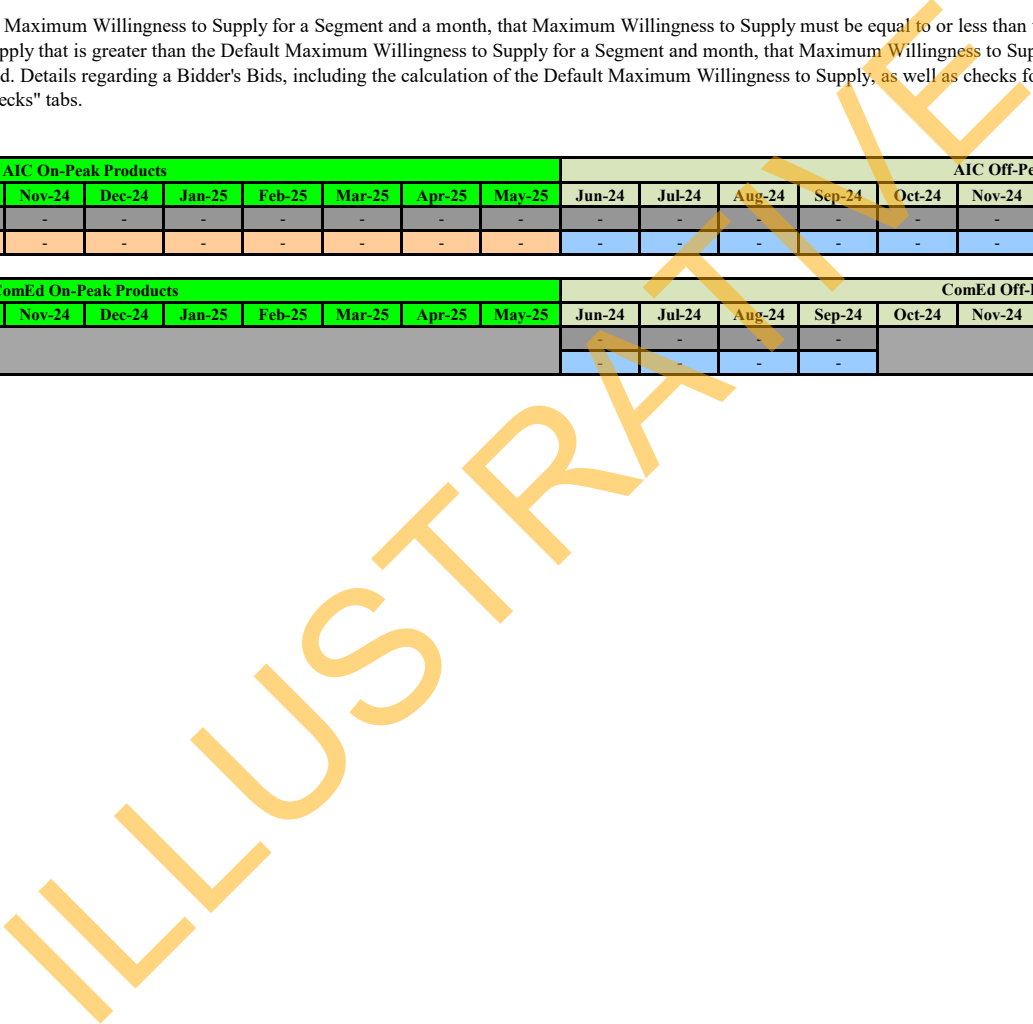 Maximum Willingness to Supply for a Segment and a month, that Maximum Willingness to Supply must be equal to or less than
pply that is greater than the Default Maximum Willingness to Supply for a Segment and month, that Maximum Willingness to Sup
d. Details regarding a Bidder's Bids, including the calculation of the Default Maximum Willingness to Supply, as well as checks fo
ecks" tabs.
AIC On-Peak Products AIC Off-Pe
Nov-24 Dec-24 Jan-25 Feb-25 Mar-25 Apr-25 May-25 Jun-24 Jul-24 Aug-24 Sep-24 Oct-24 Nov-24
- - - - - - - - - - - - -
- - - - - - - - - - - - -
ComEd On-Peak Products ComEd Off-
Nov-24 Dec-24 Jan-25 Feb-25 Mar-25 Apr-25 May-25 Jun-24 Jul-24 Aug-24 Sep-24 Oct-24 Nov-24
- - - -
- - - -
ILLUSTRATIVE